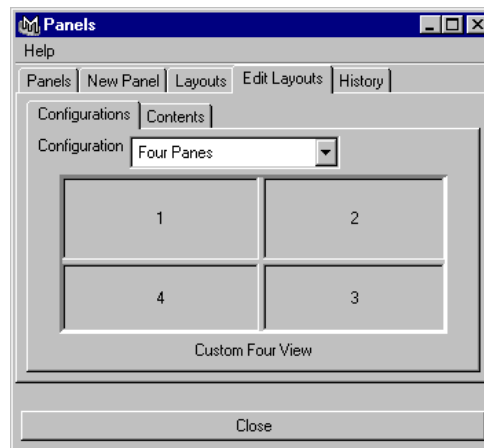 Panels
Help
Panels New Panel Layouts Edit Layouts History
Configurations Contents
Configuration Four Panes
1 2
4 3
Custom Four View
Close